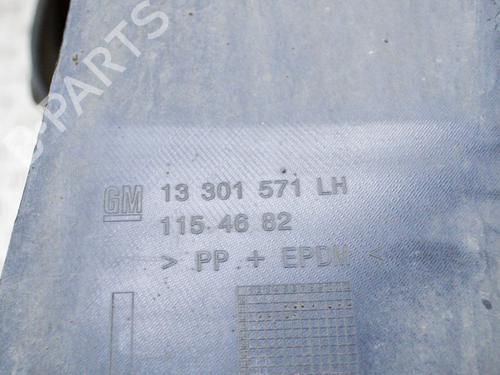 B-PARTS
GM 13 301 571 LH
115 46 82
> PP + EPDM <